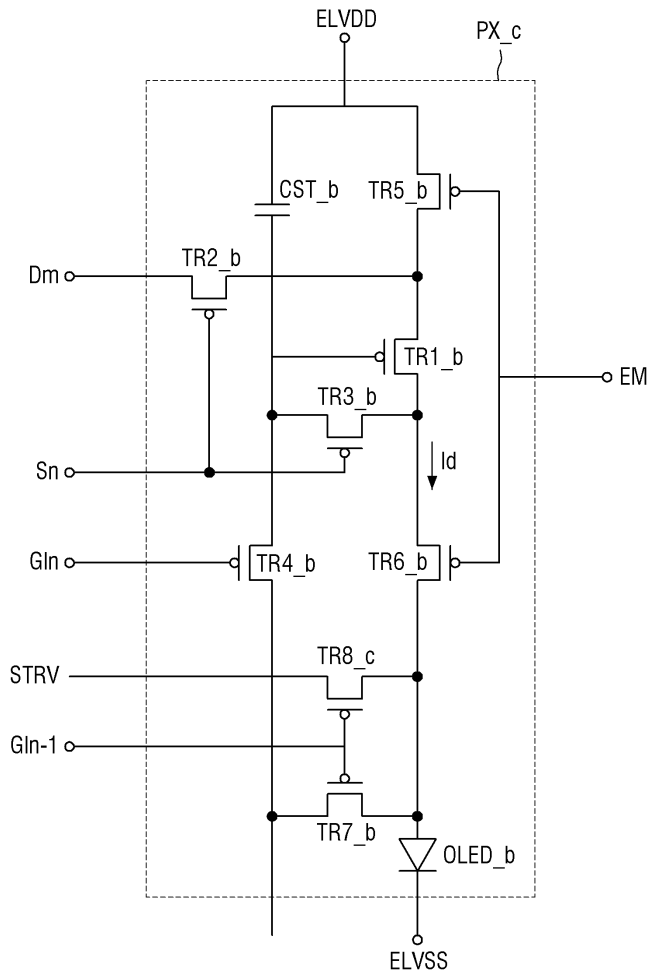 ELVDD
PX_c
CST_b
TR5_b
TR2_b
Dm
TR1_b
EM
TR3_b
Id
Sn
GIn
TR4_b
TR6_b
TR8_c
STRV
GIn-1
TR7_b
OLED_b
ELVSS